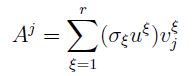 $$A^j = \sum_{\xi=1}^{r} (\sigma_\xi u^\xi) v_j^\xi$$